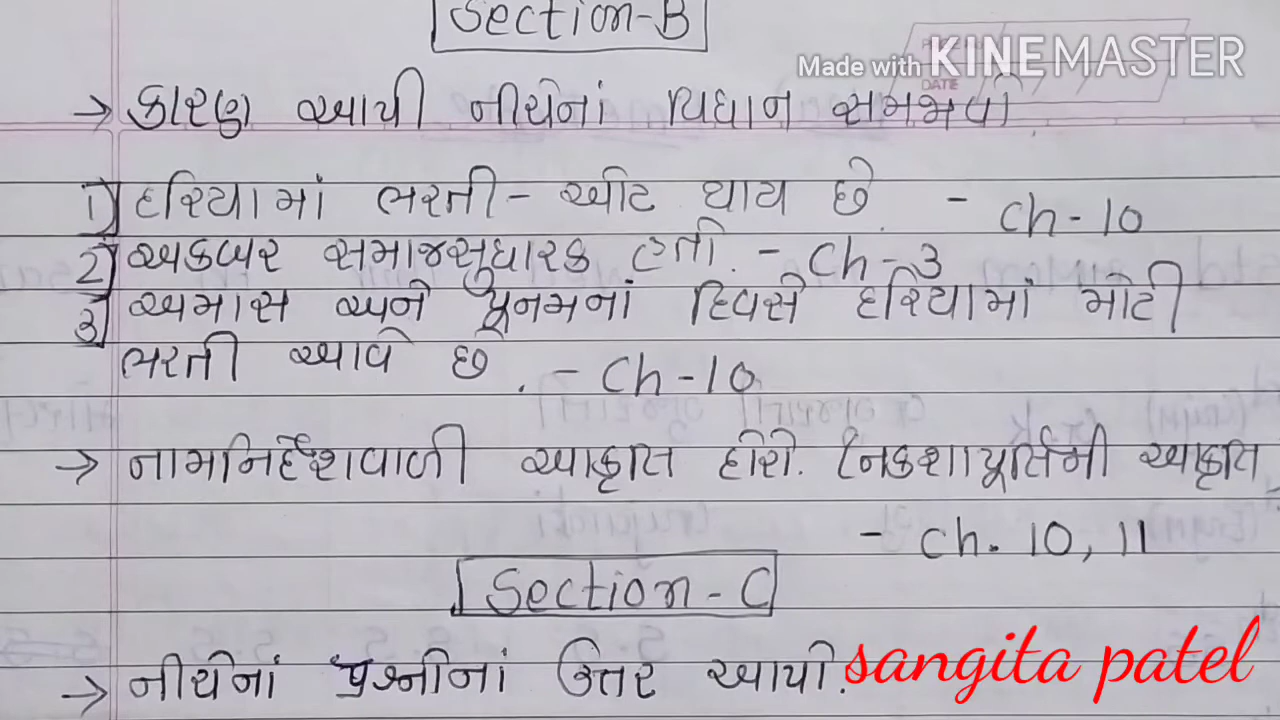 Section-B
Made with KINEMASTER
DATE
→ કારણ આપી નીચેનાં વિધાન સમજાવો
1) દરિયામાં ભરતી - ઓટ થાય છે. - Ch-10
2) અકબર સમાજસુધારક હતો. - Ch-3
3) અમાસ અને પૂનમનાં દિવસે દરિયામાં મોટી
ભરતી આવે છે. - Ch-10
→ નામનિર્દેશવાળી આકૃતિ દોરો. (નકશાપૂર્તિની આકૃતિ
- Ch. 10, 11
Section-C
→ નીચેનાં પ્રશ્નોનાં ઉત્તર આપો.
sangita patel